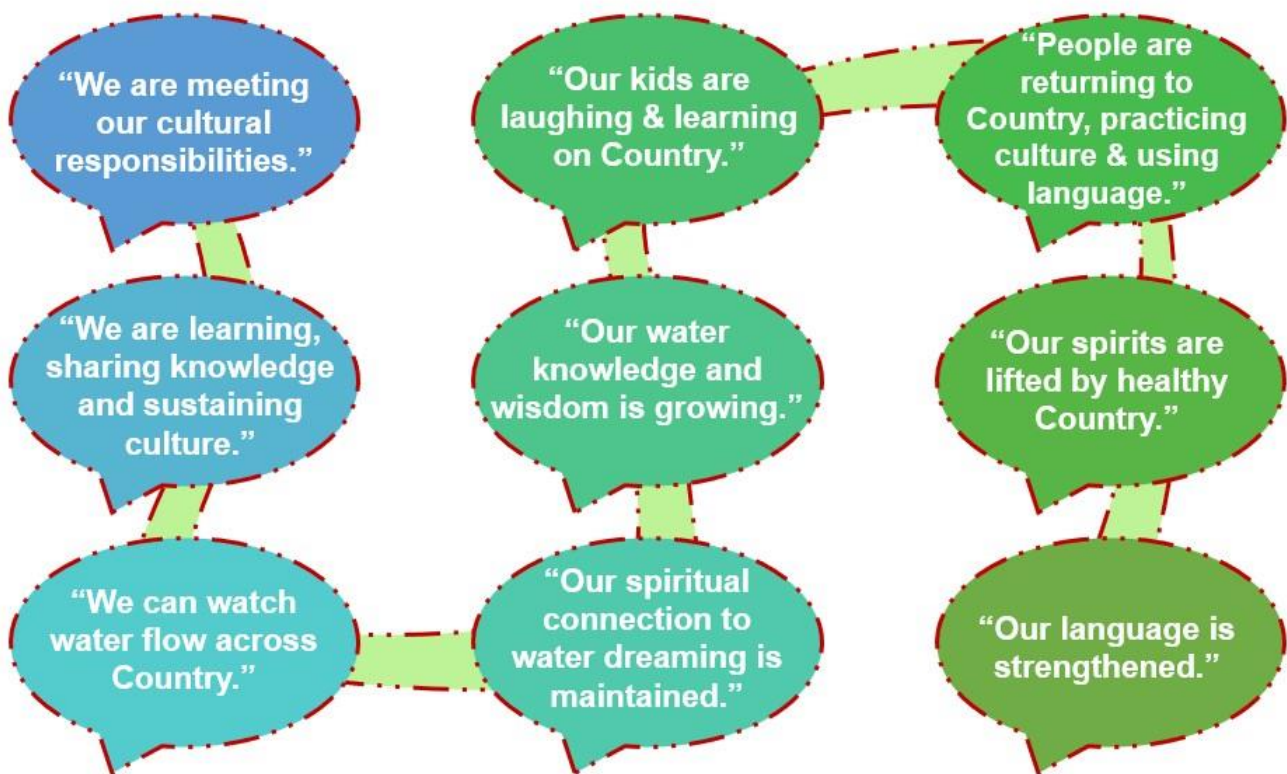 “We are meeting
our cultural
responsibilities.”
“We are learning,
sharing knowledge
and sustaining
culture.”
“We can watch
water flow across
Country.”
“Our spiritual
connection to
water dreaming is
maintained.”
“Our water
knowledge and
wisdom is growing.”
“Our kids are
laughing & learning
on Country.”
“People are
returning to
Country, practicing
culture & using
language.”
“Our spirits are
lifted by healthy
Country.”
“Our language is
strengthened.”